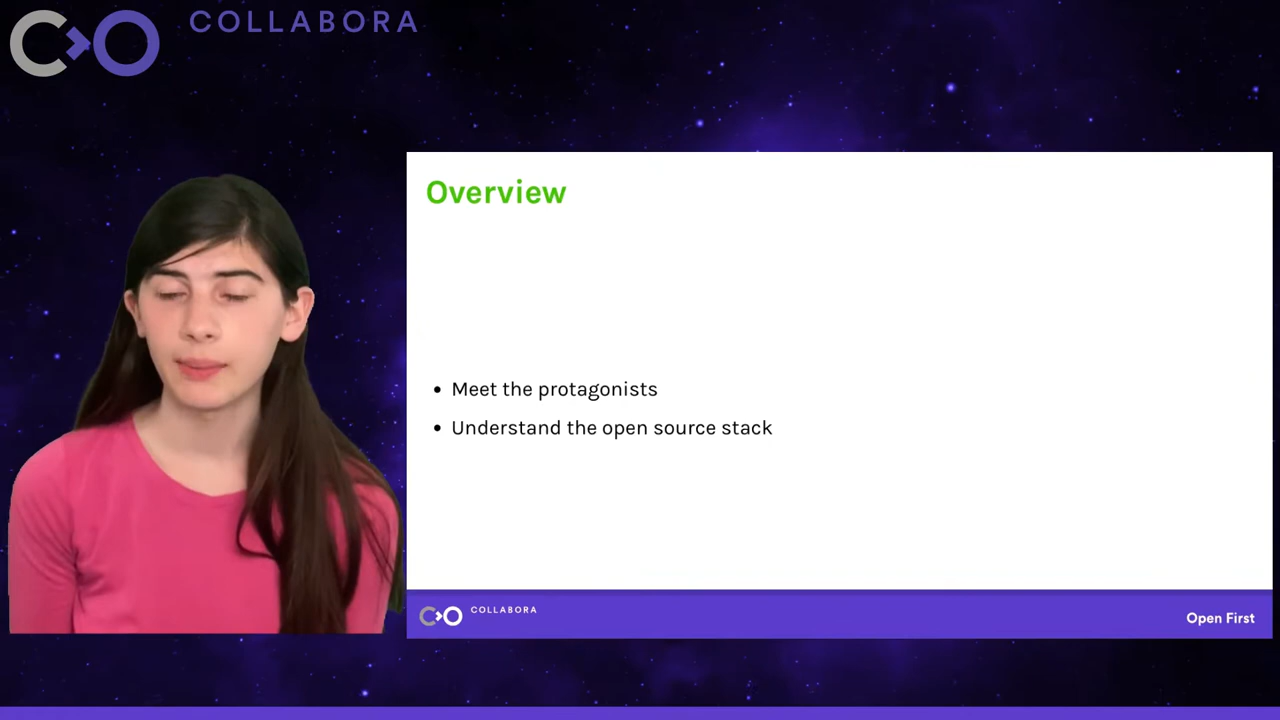 COLLABORA
Overview
Meet the protagonists
Understand the open source stack
COLLABORA
Open First